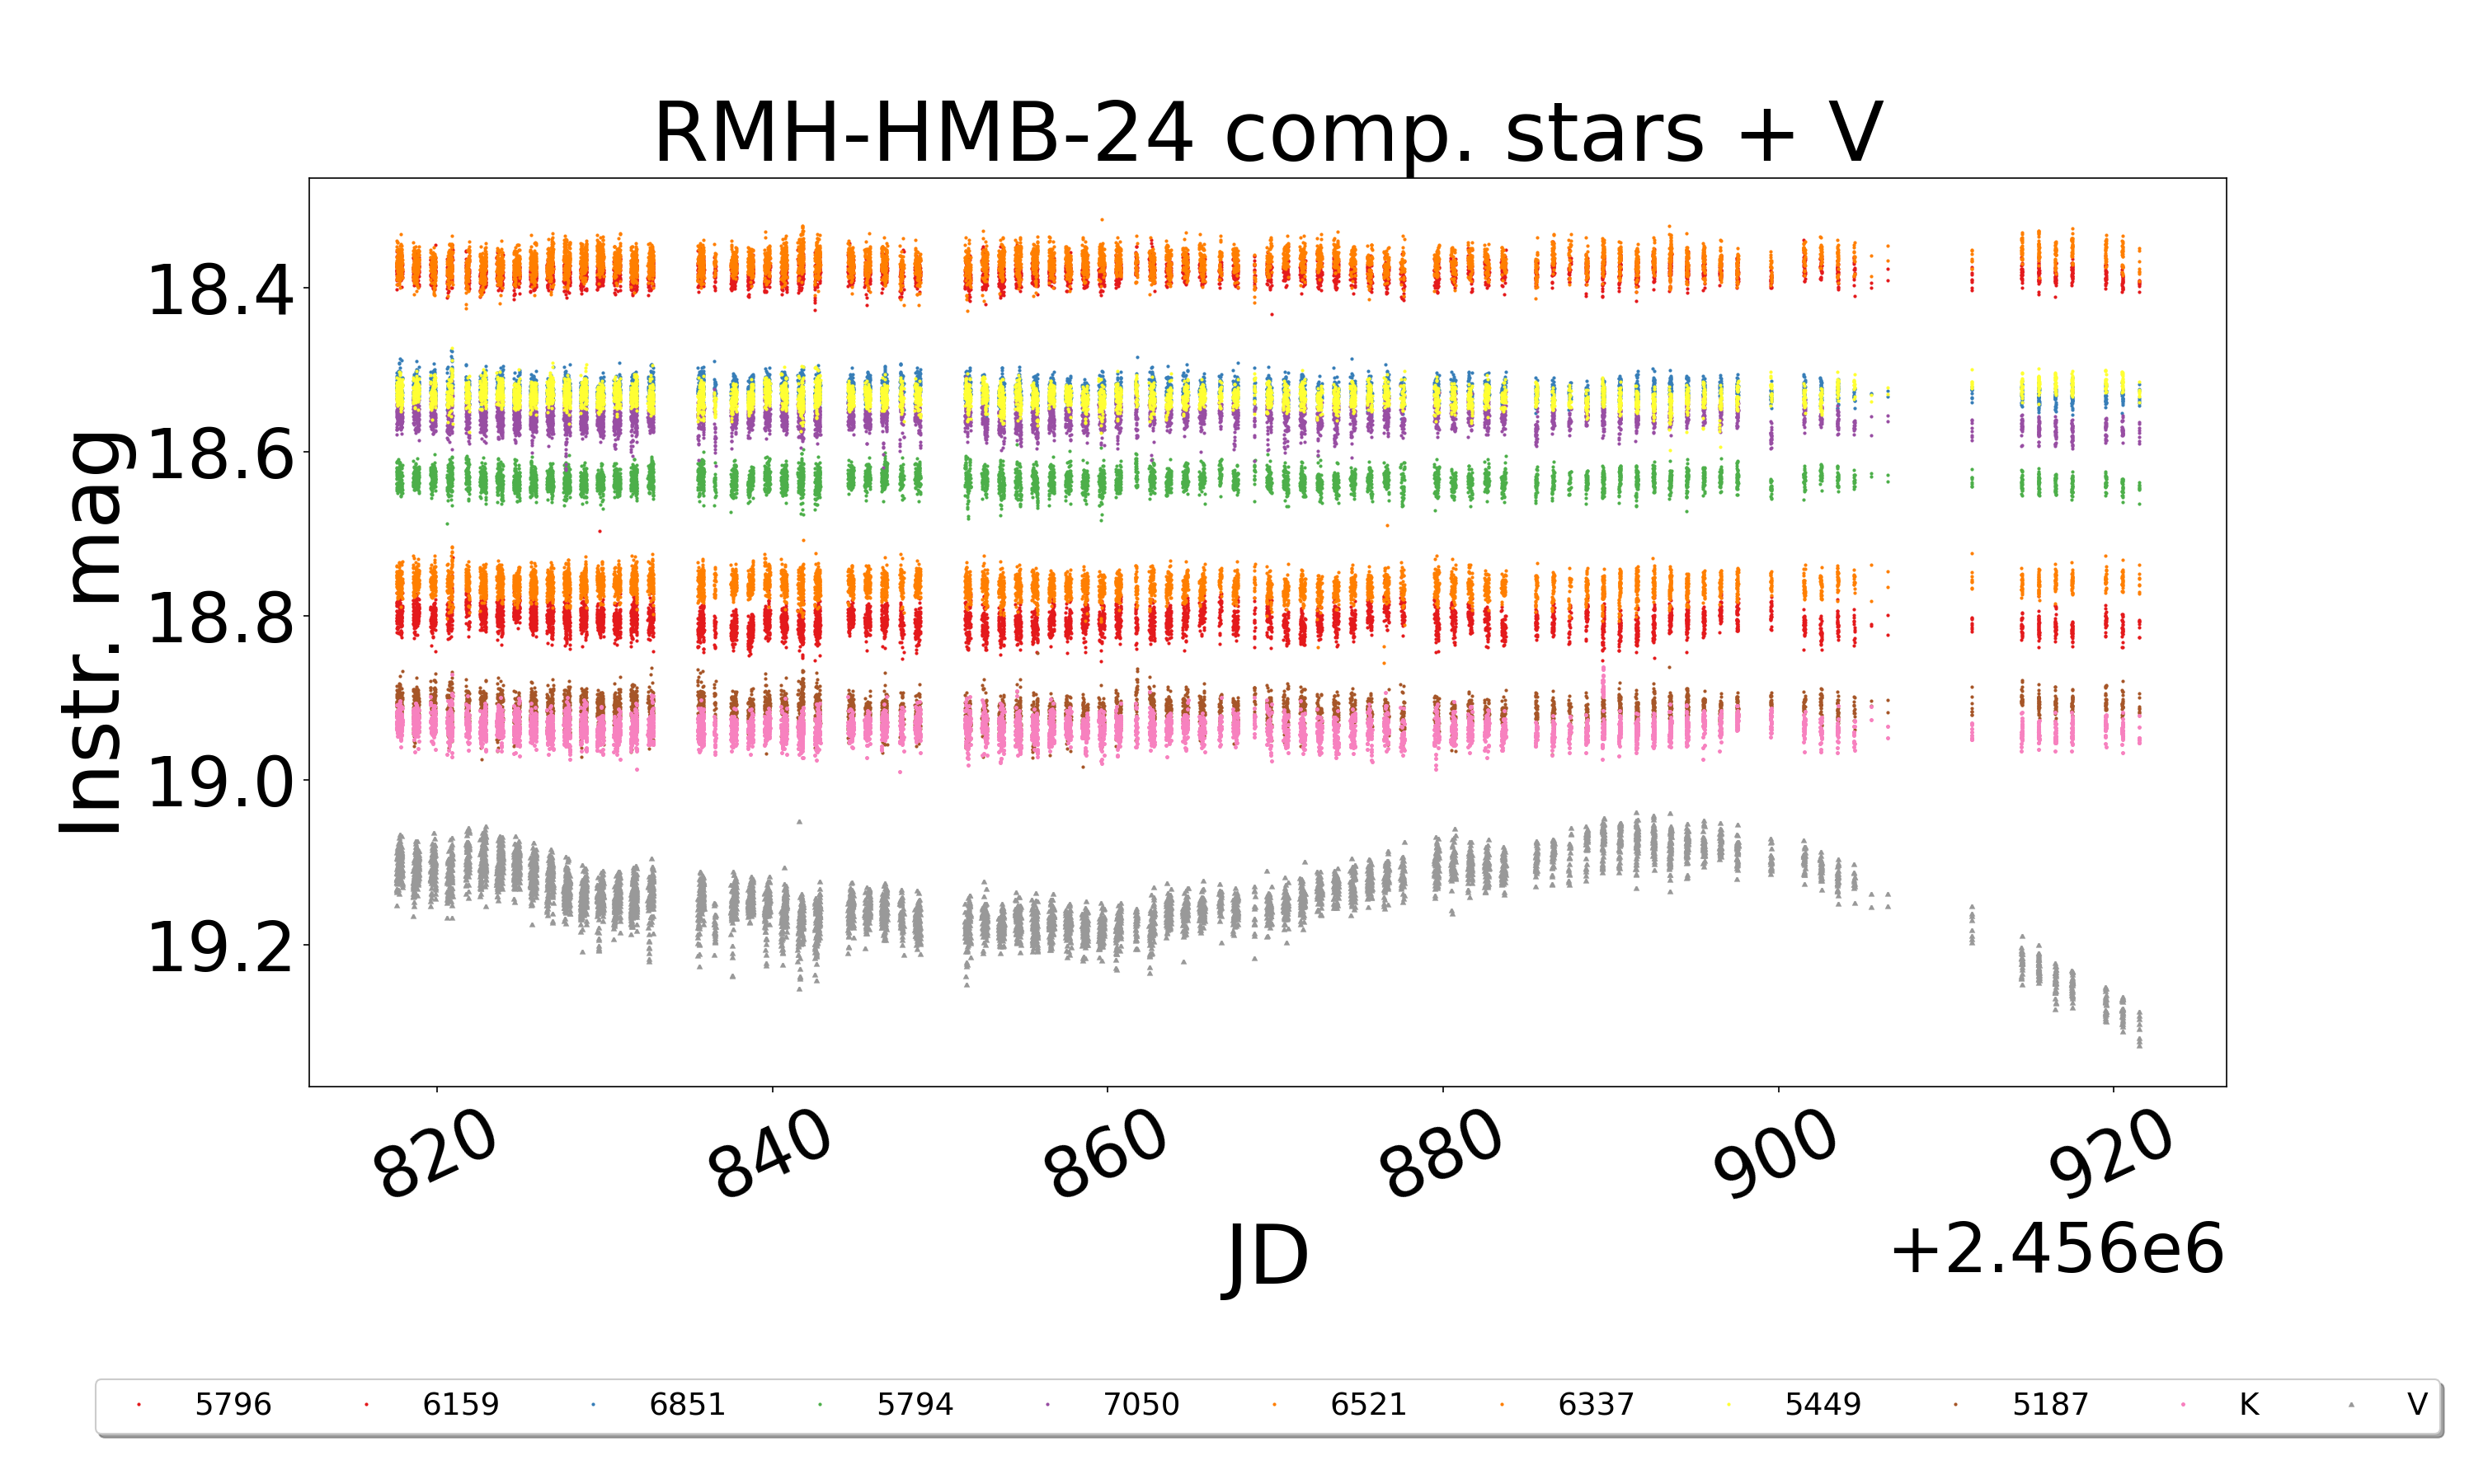 RMH-HMB-24 comp. stars + V
Instr. mag
18.4
18.6
18.8
19.0
19.2
820 840 860 880 900 920
JD
+2.456e6
5796 6159 6851 5794 7050 6521 6337 5449 5187 K V